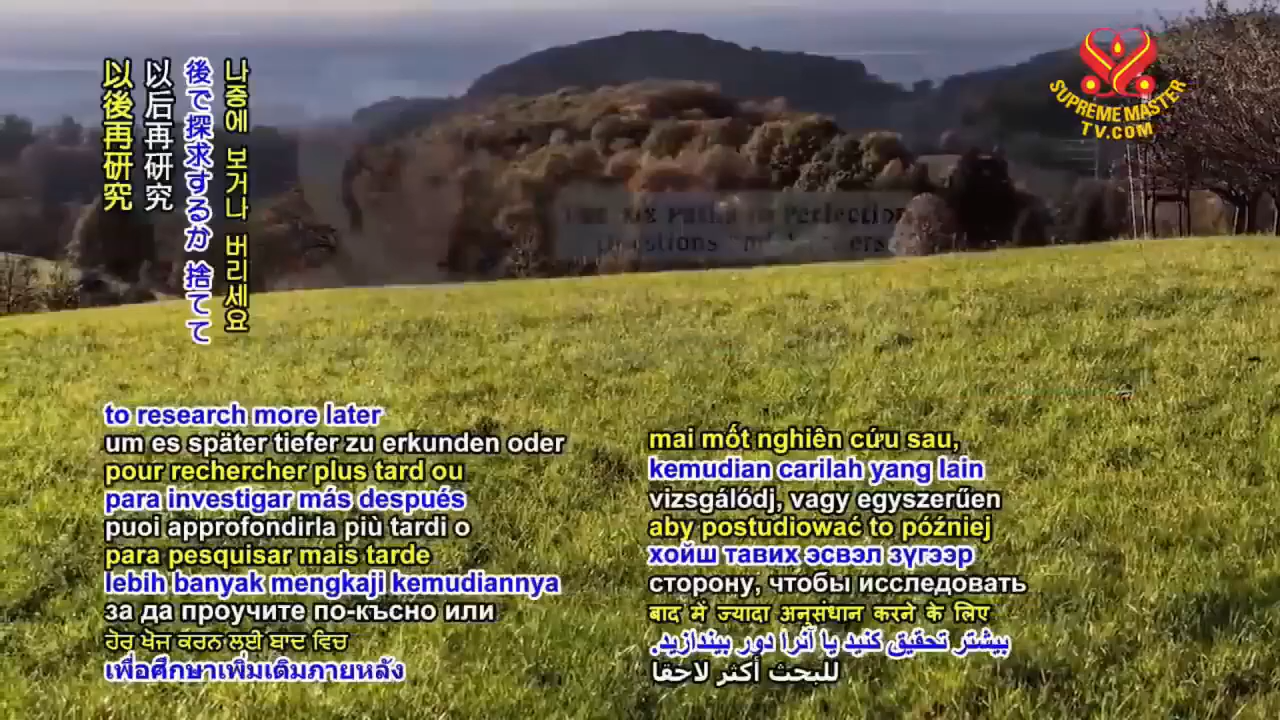 以後再研究
以后再研究
後で探求するか 捨てて
나중에 보거나 버리세요
SUPREME MASTER
TV.COM
to research more later
um es später tiefer zu erkunden oder
pour rechercher plus tard ou
para investigar más después
puoi approfondirla più tardi o
para pesquisar mais tarde
lebih banyak mengkaji kemudiannya
за да проучите по-късно или
ਹੋਰ ਖੋਜ ਕਰਨ ਲਈ ਬਾਦ ਵਿਚ
เพื่อศึกษาเพิ่มเติมภายหลัง
mai mốt nghiên cứu sau,
kemudian carilah yang lain
vizsgálódj, vagy egyszerűen
aby postudiować to później
хойш тавих эсвэл зүгээр
сторону, чтобы исследовать
बाद में ज्यादा अनुसंधान करने के लिए
بیشتر تحقیق کنید یا آنرا دور بیندازید.
للبحث أكثر لاحقا